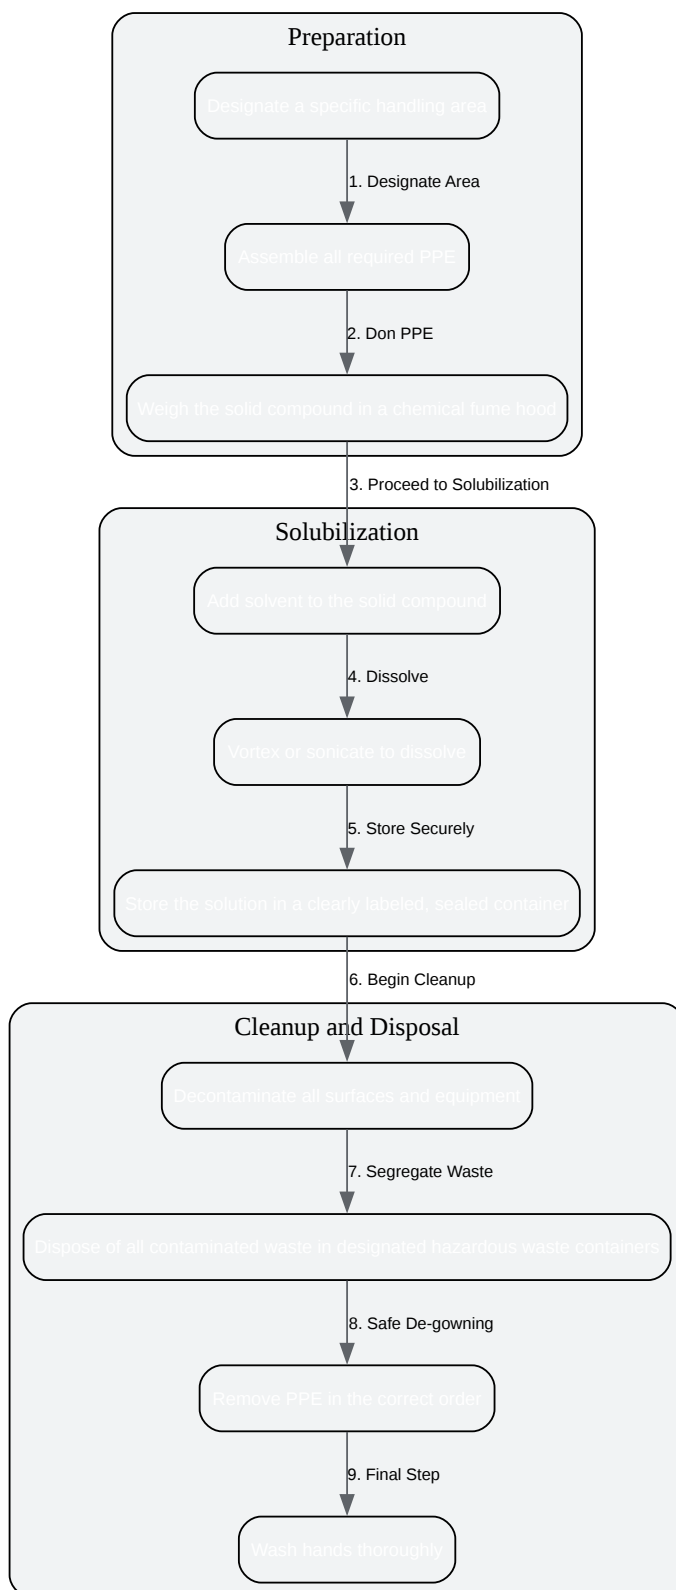 Preparation
Designate a specific handling area
1. Designate Area
Assemble all required PPE
2. Don PPE
Weigh the solid compound in a chemical fume hood
3. Proceed to Solubilization
Solubilization
Add solvent to the solid compound
4. Dissolve
Vortex or sonicate to dissolve
5. Store Securely
Store the solution in a clearly labeled, sealed container
6. Begin Cleanup
Cleanup and Disposal
Decontaminate all surfaces and equipment
7. Segregate Waste
Dispose of all contaminated waste in designated hazardous waste containers
8. Safe De-gowning
Remove PPE in the correct order
9. Final Step
Wash hands thoroughly